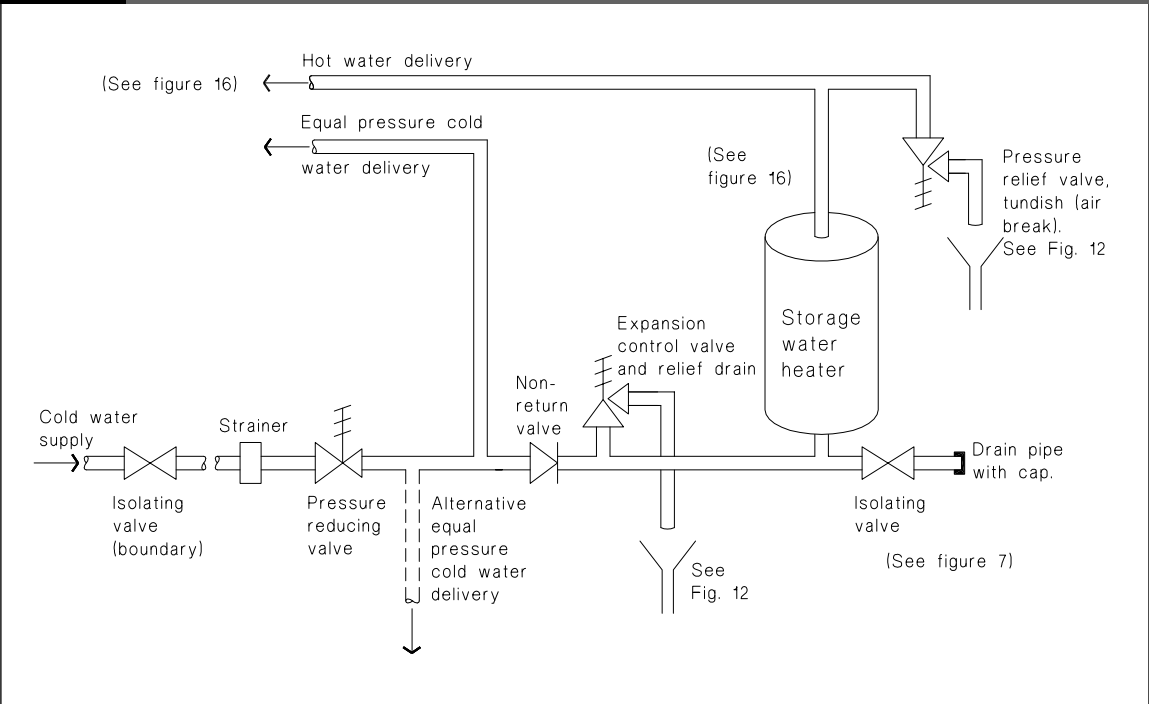 Hot water delivery
(See figure 16)
Equal pressure cold
water delivery
(See
figure 16)
Pressure
relief valve,
tundish (air
break).
See Fig. 12
Storage
water
heater
Expansion
control valve
and relief drain
Non-
return
valve
Cold water
supply
Strainer
Isolating
valve
(boundary)
Pressure
reducing
valve
Alternative
equal
pressure
cold water
delivery
See
Fig. 12
Drain pipe
with cap.
Isolating
valve
(See figure 7)